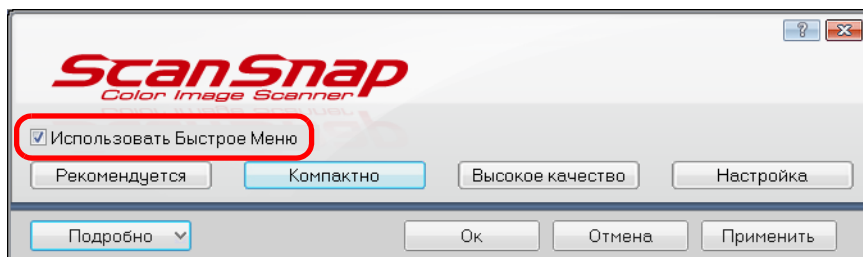 ScanSnap
Color Image Scanner
Использовать Быстрое Меню
Рекомендуется Компактно Высокое качество Настройка
Подробно Ок Отмена Применить